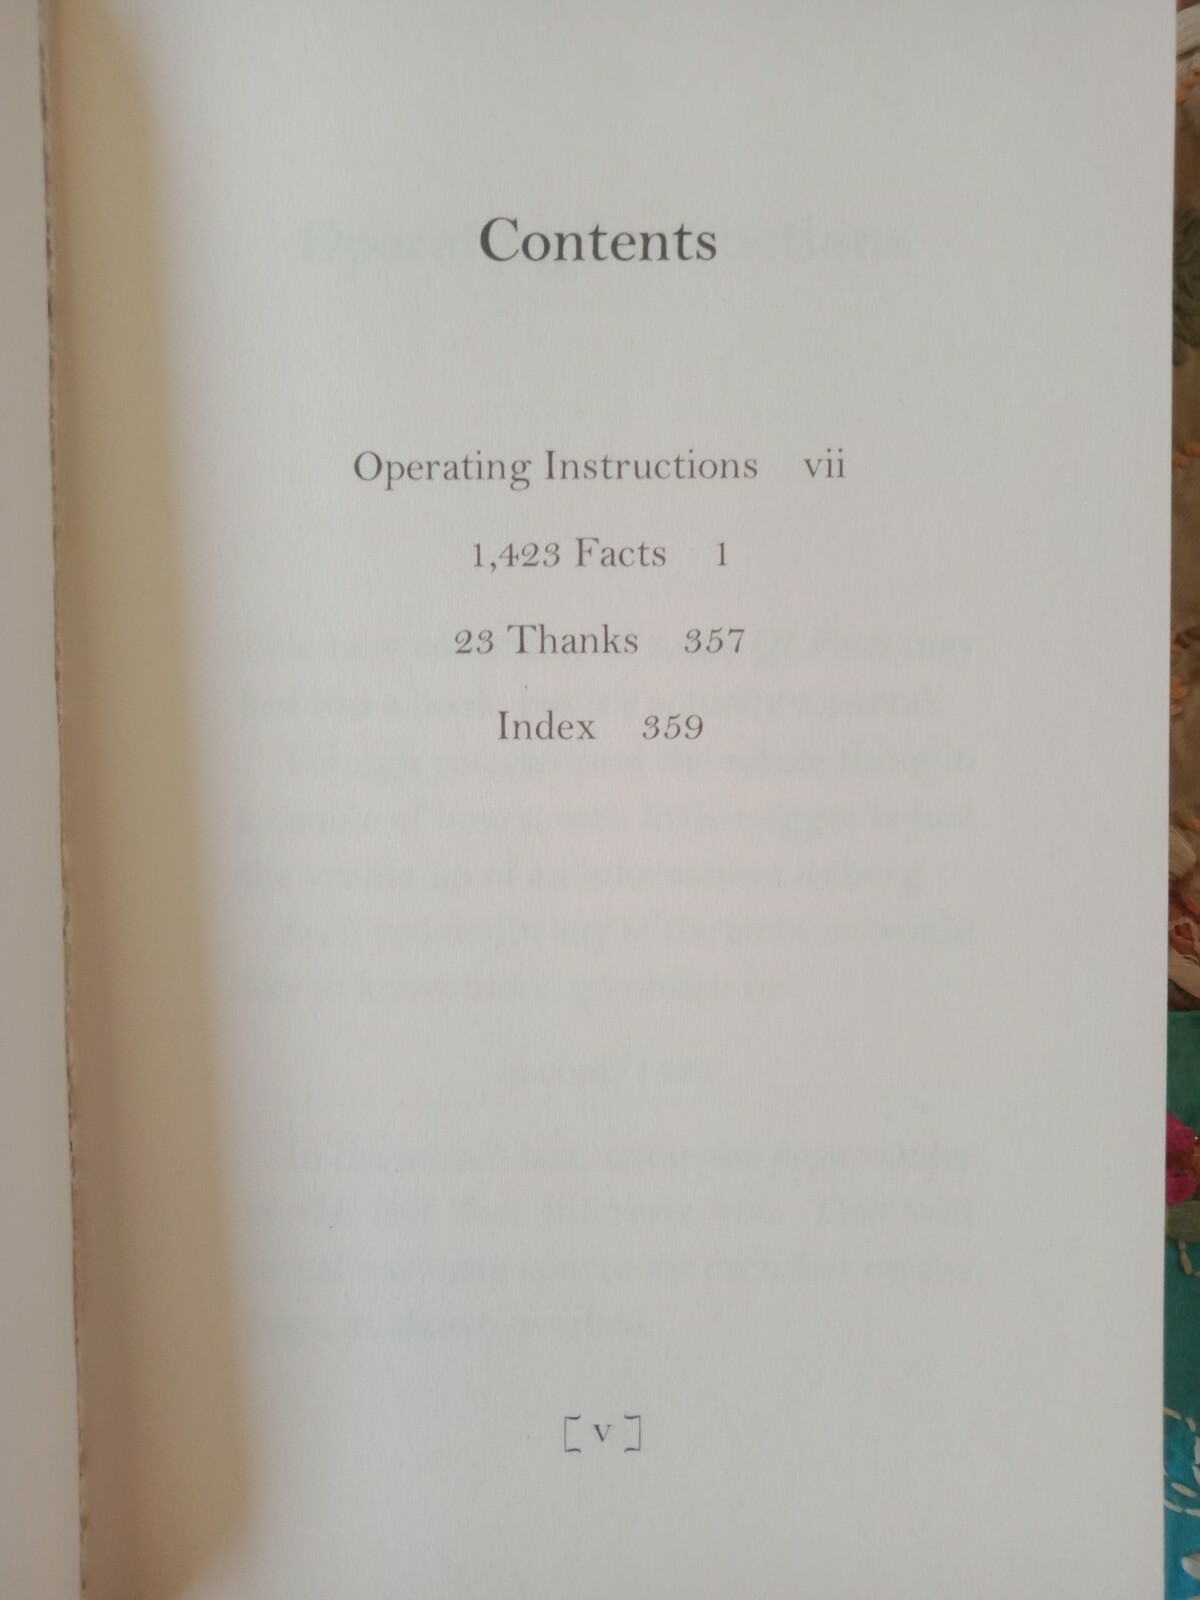 Contents
Operating Instructions vii
1,423 Facts 1
23 Thanks 357
Index 359
[ v ]